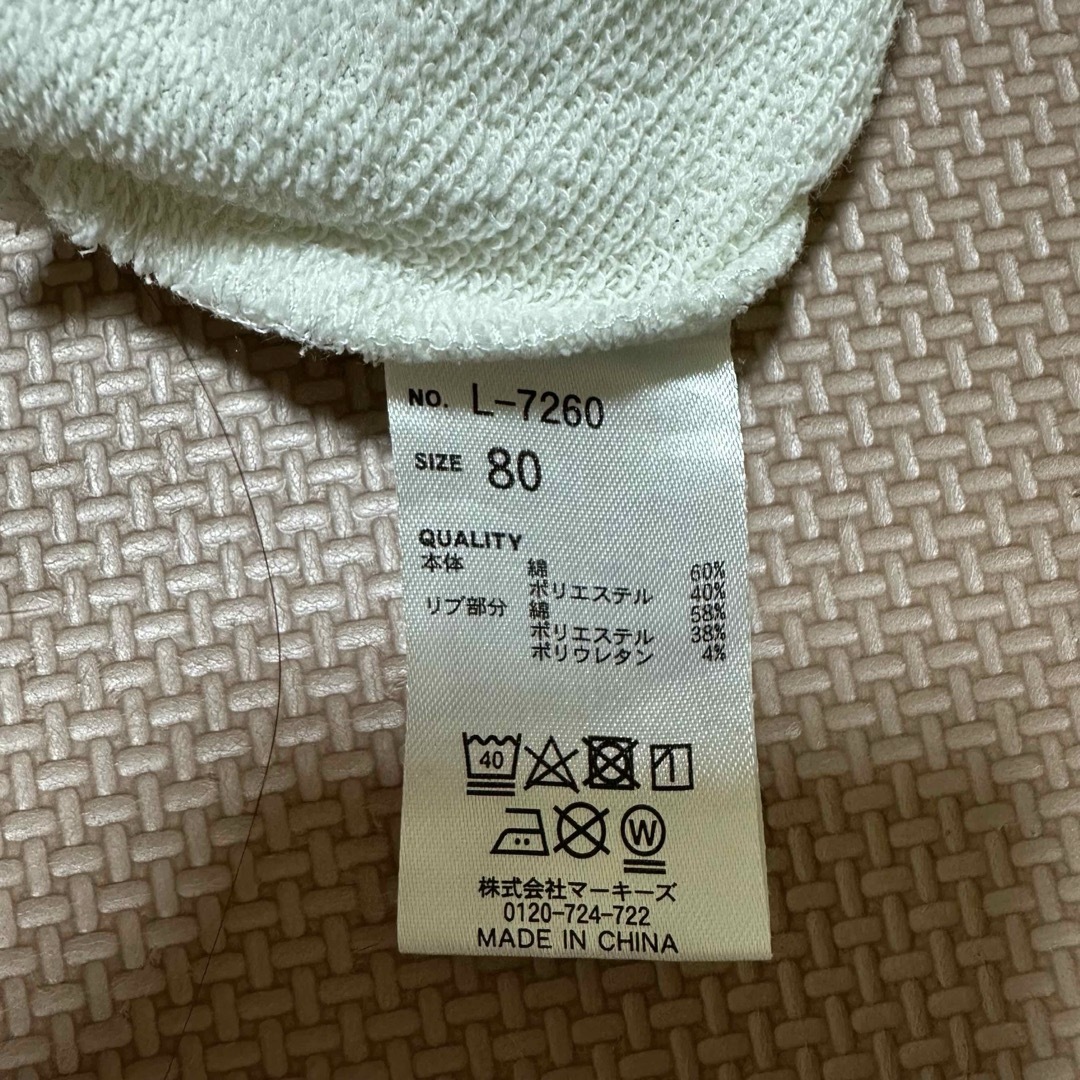 NO. L-7260
SIZE 80
QUALITY
本体 綿 60%
ポリエステル 40%
リブ部分 綿 58%
ポリエステル 38%
ポリウレタン 4%
40
W
株式会社マーキーズ
0120-724-722
MADE IN CHINA